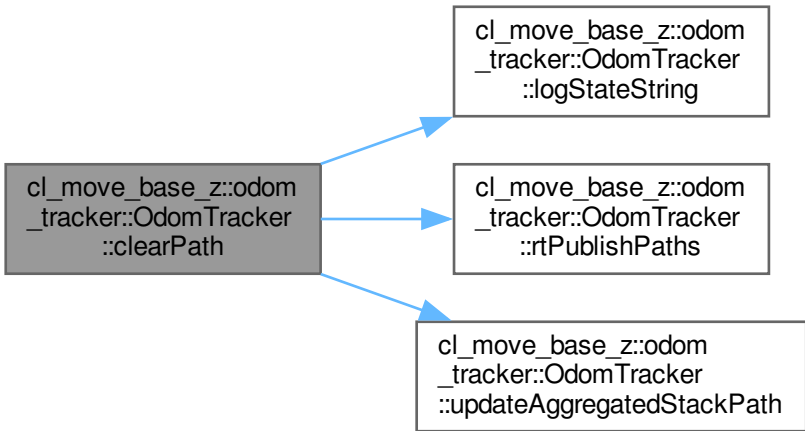 cl_move_base_z::odom
_tracker::OdomTracker
::clearPath
cl_move_base_z::odom
_tracker::OdomTracker
::logStateString
cl_move_base_z::odom
_tracker::OdomTracker
::rtPublishPaths
cl_move_base_z::odom
_tracker::OdomTracker
::updateAggregatedStackPath